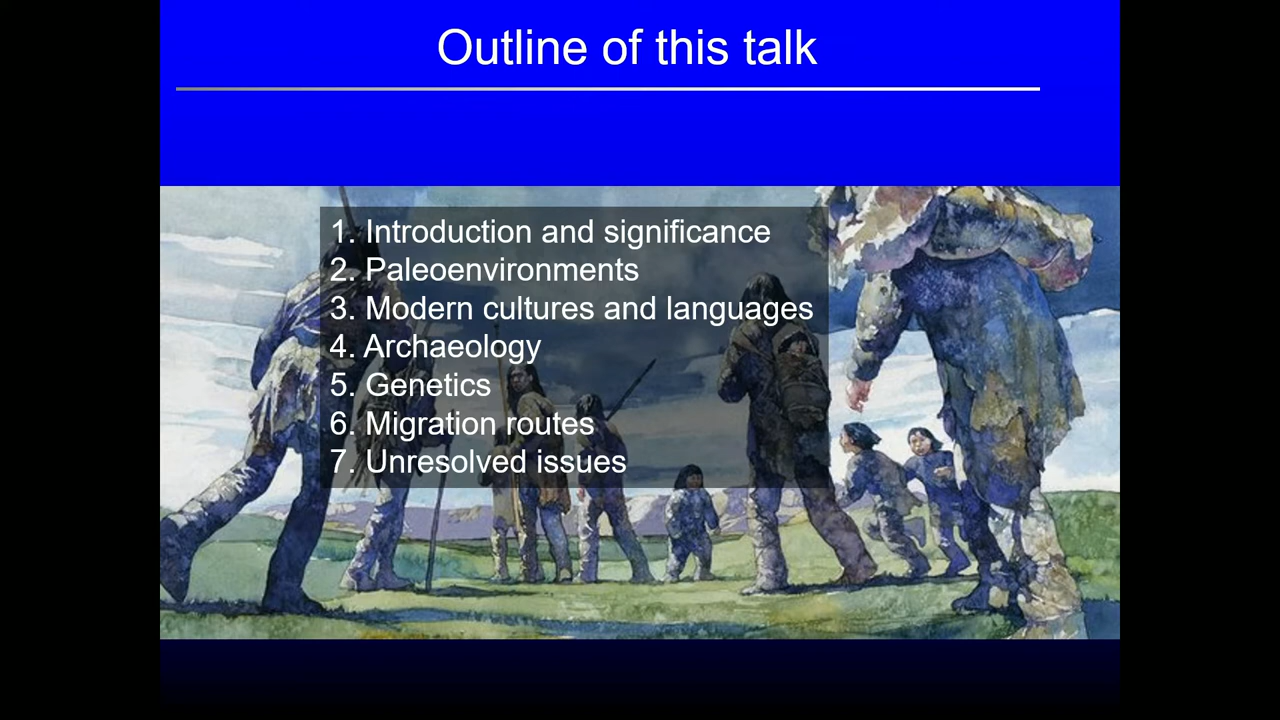 Outline of this talk
1. Introduction and significance
2. Paleoenvironments
3. Modern cultures and languages
4. Archaeology
5. Genetics
6. Migration routes
7. Unresolved issues